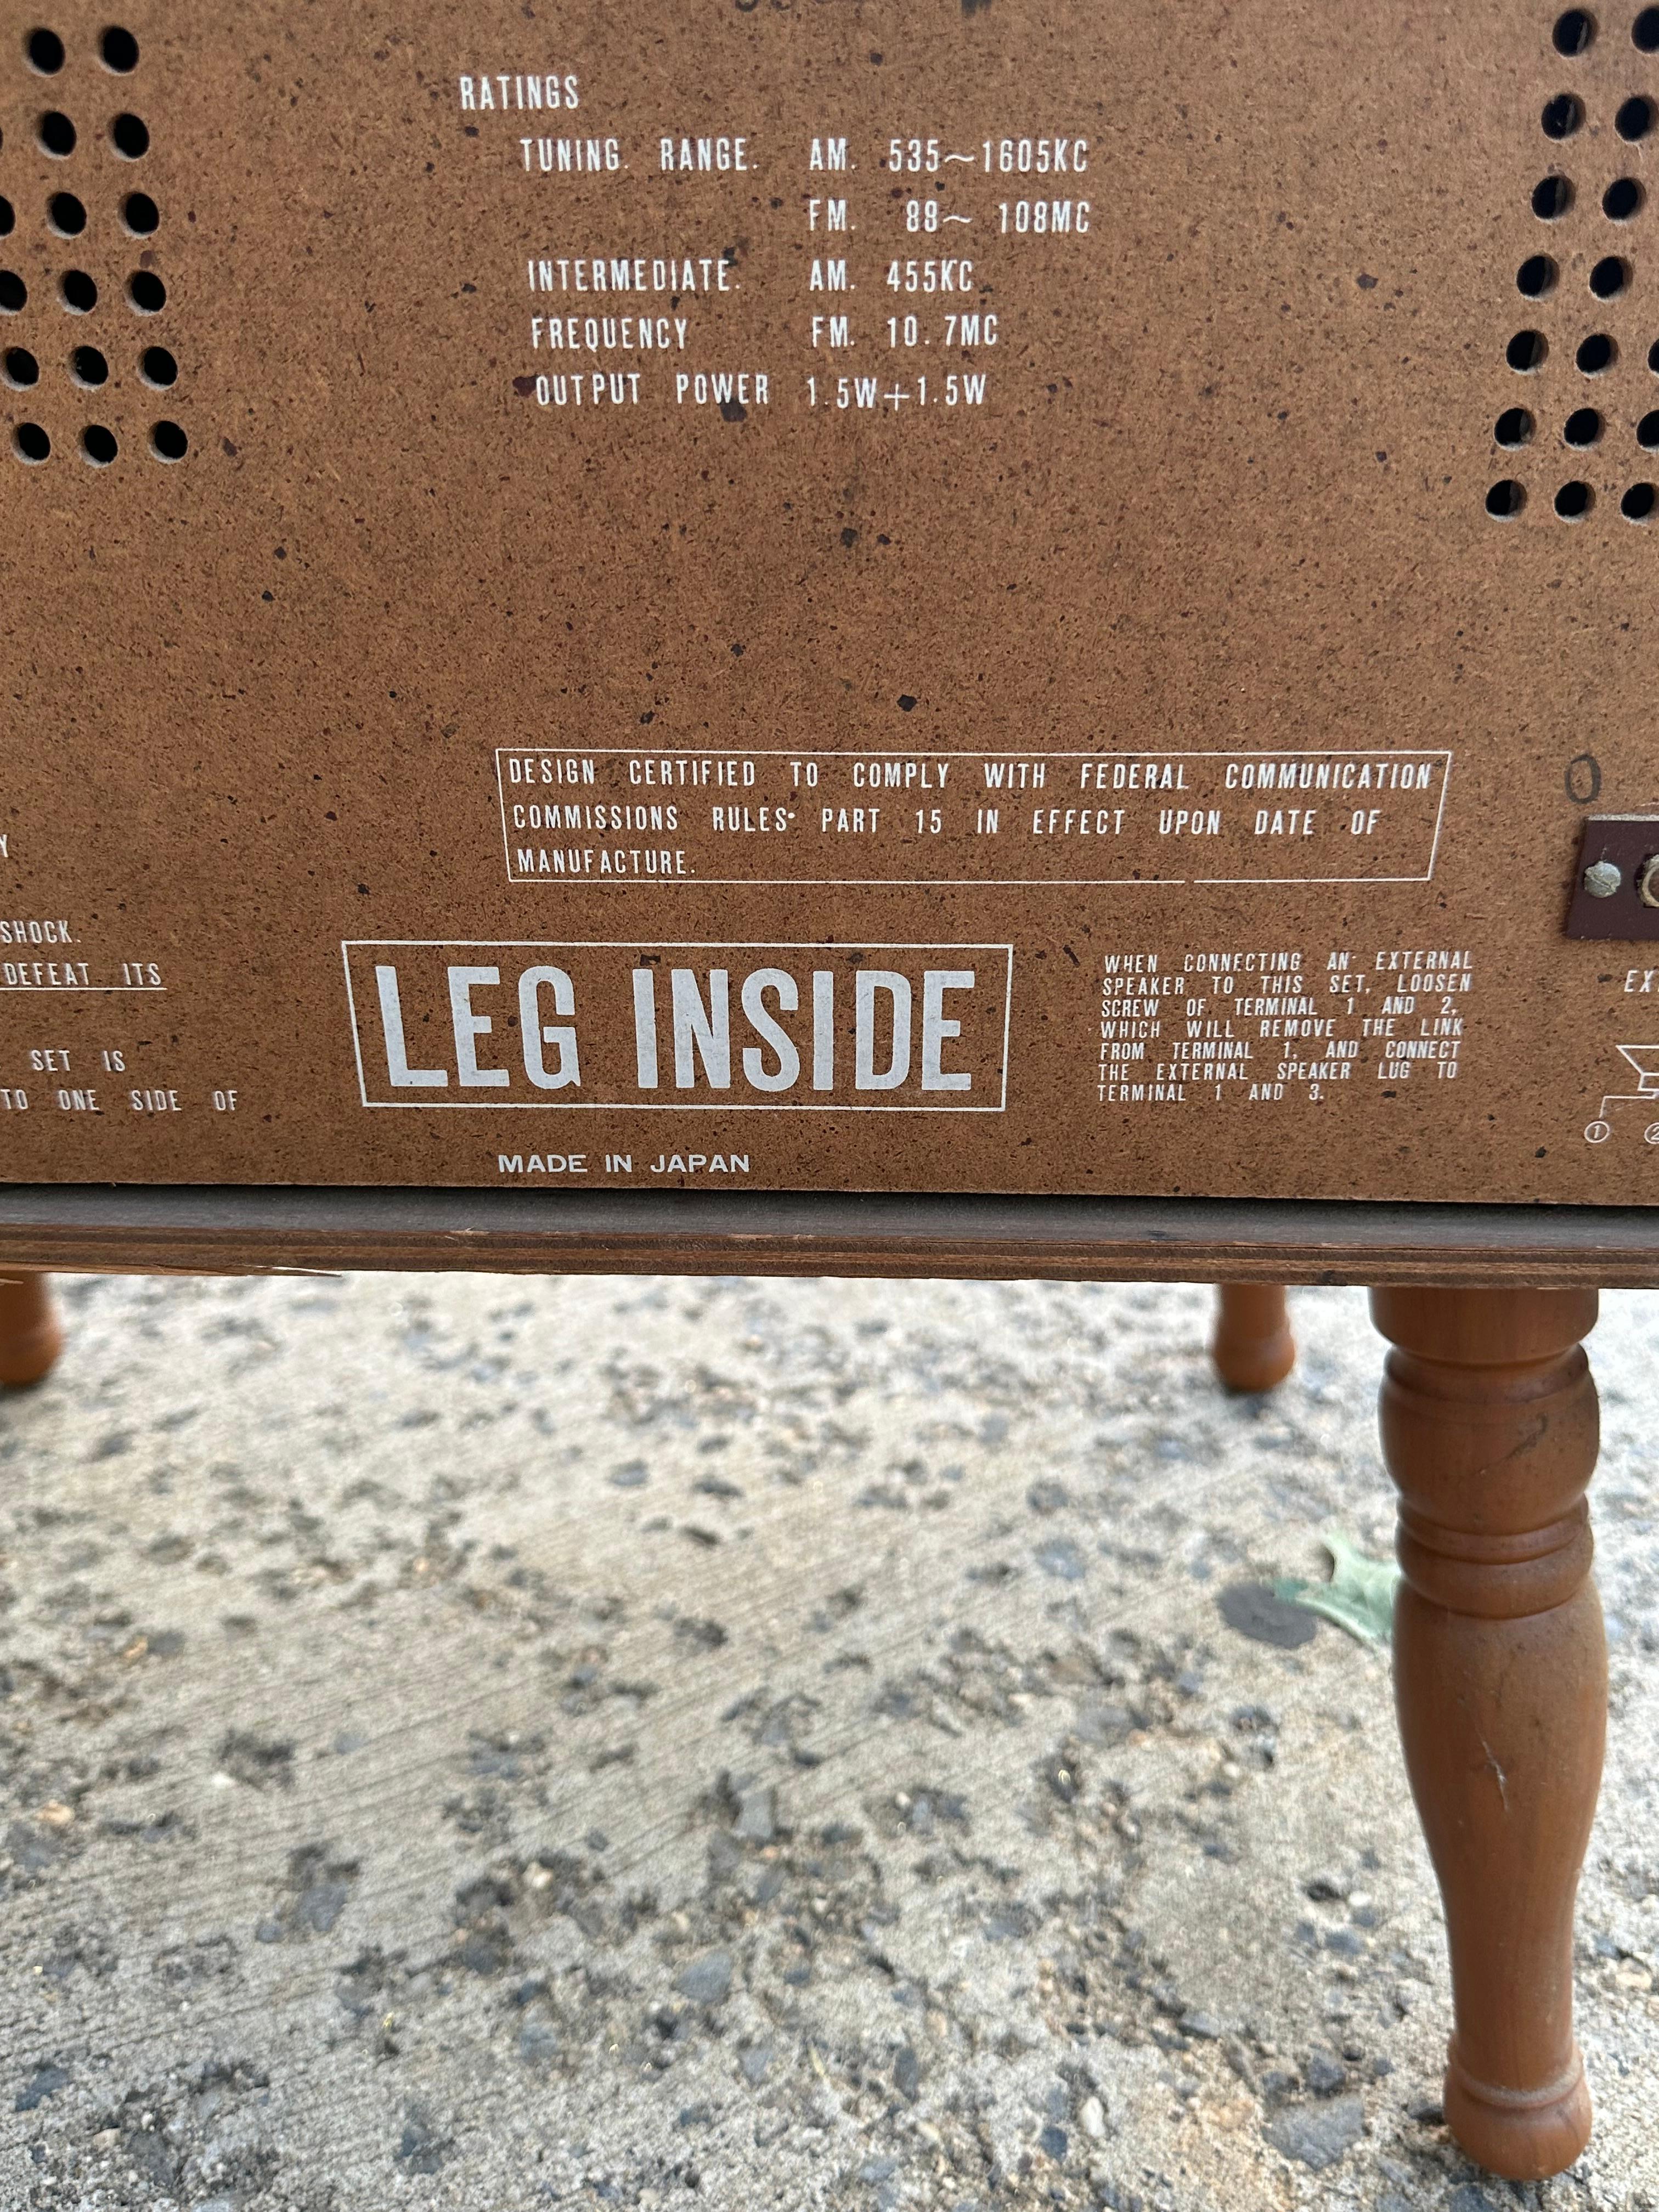 RATINGS
TUNING. RANGE. AM. 535~1605KC
FM. 88~ 108MC
INTERMEDIATE. AM. 455KC
FREQUENCY FM. 10.7MC
OUTPUT POWER 1.5W+1.5W
DESIGN CERTIFIED TO COMPLY WITH FEDERAL COMMUNICATION
COMMISSIONS RULES• PART 15 IN EFFECT UPON DATE OF
MANUFACTURE.
0
SHOCK.
DEFEAT ITS
SET IS
TO ONE SIDE OF
LEG INSIDE
MADE IN JAPAN
WHEN CONNECTING AN EXTERNAL
SPEAKER TO THIS SET, LOOSEN
SCREW OF TERMINAL 1 AND 2,
WHICH WILL REMOVE THE LINK
FROM TERMINAL 1, AND CONNECT
THE EXTERNAL SPEAKER LUG TO
TERMINAL 1 AND 3.
EX
① ②